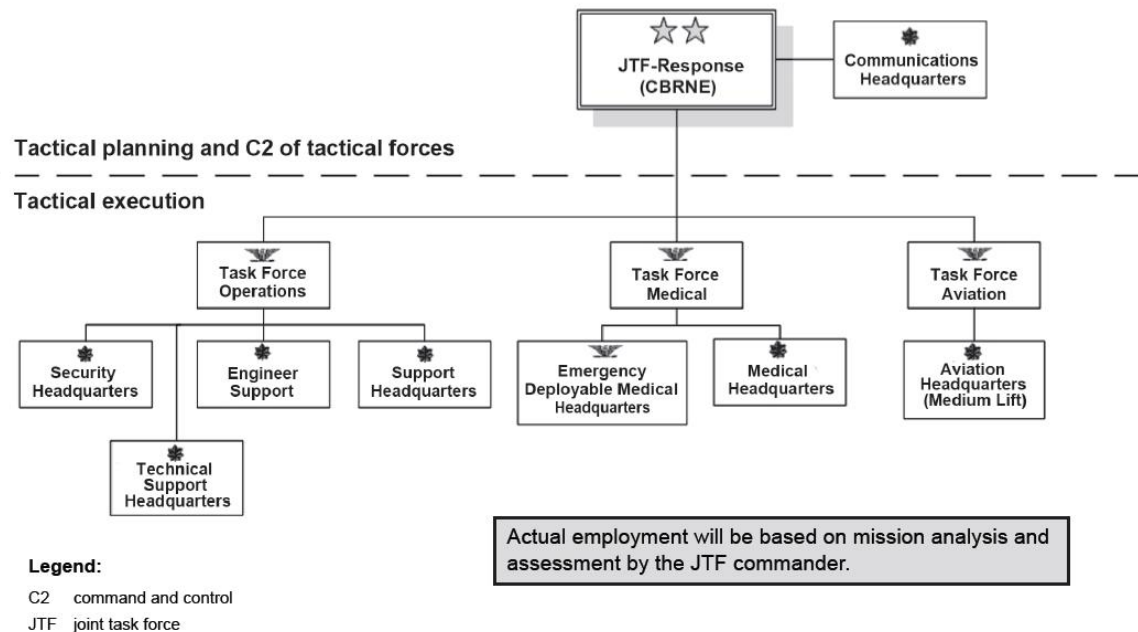 JTF-Response
(CBRNE)
Communications
Headquarters
Tactical planning and C2 of tactical forces
Tactical execution
Task Force
Operations
Task Force
Medical
Task Force
Aviation
Security
Headquarters
Engineer
Support
Support
Headquarters
Emergency
Deployable Medical
Headquarters
Medical
Headquarters
Aviation
Headquarters
(Medium Lift)
Technical
Support
Headquarters
Actual employment will be based on mission analysis and
assessment by the JTF commander.
Legend:
C2 command and control
JTF joint task force